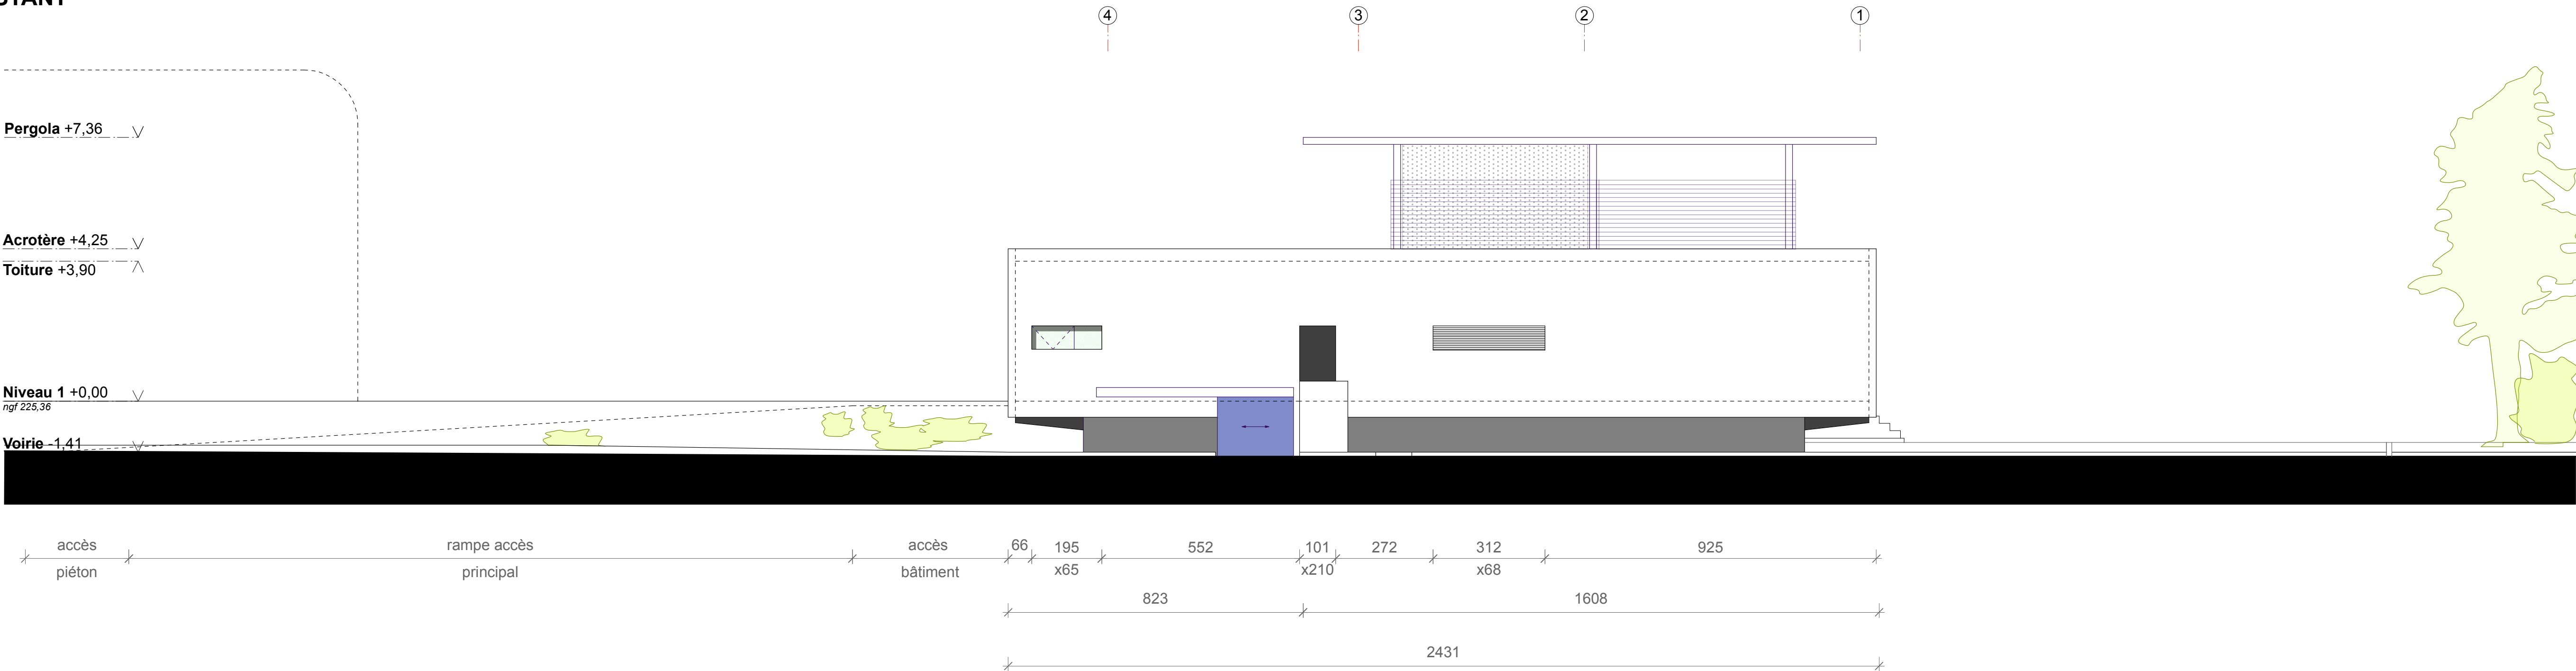 4 3 2 1
Pergola +7,36
Acrotère +4,25
Toiture +3,90
Niveau 1 +0,00
ngf 225,36
Voirie -1,41
accès rampe accès accès 66 195 552 101 272 312 925
piéton principal bâtiment x65 x210 x68
823 1608
2431